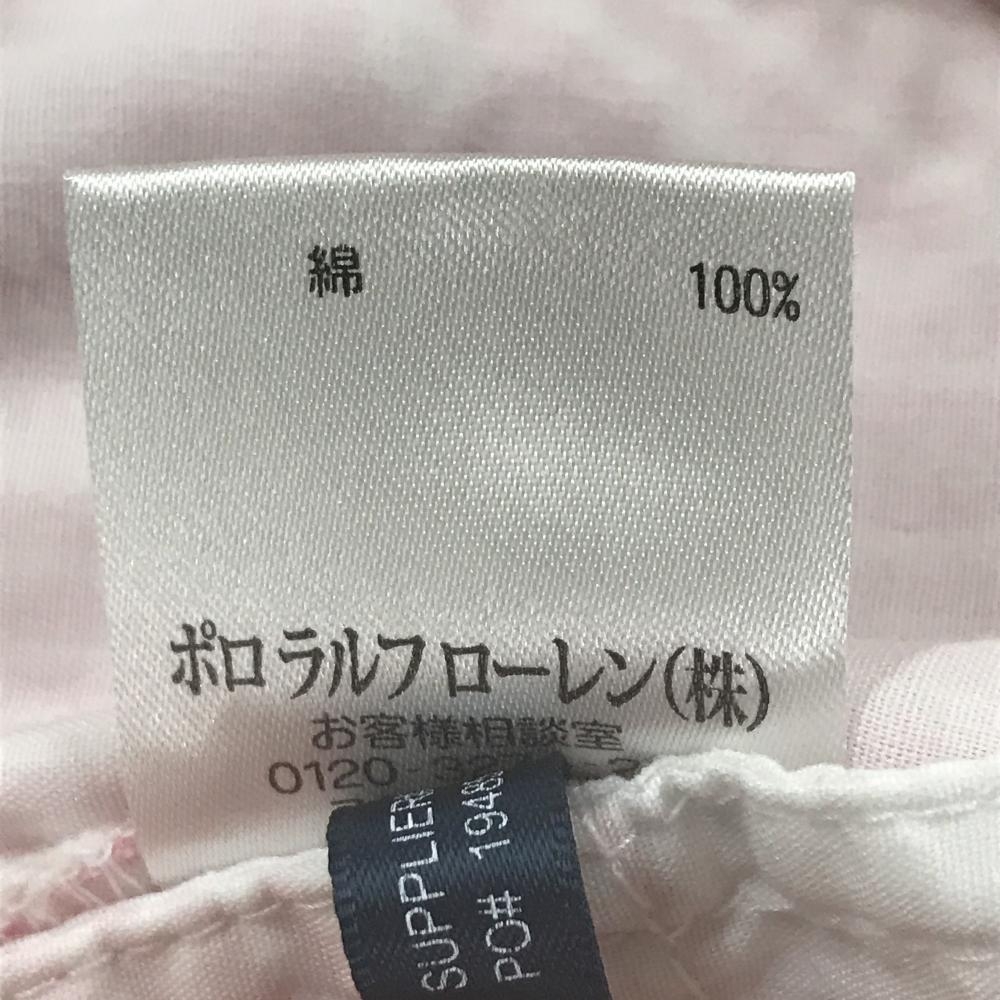 綿 100%
ポロ ラルフ ローレン(株)
お客様相談室
0120-
SUPPLIER
PO#